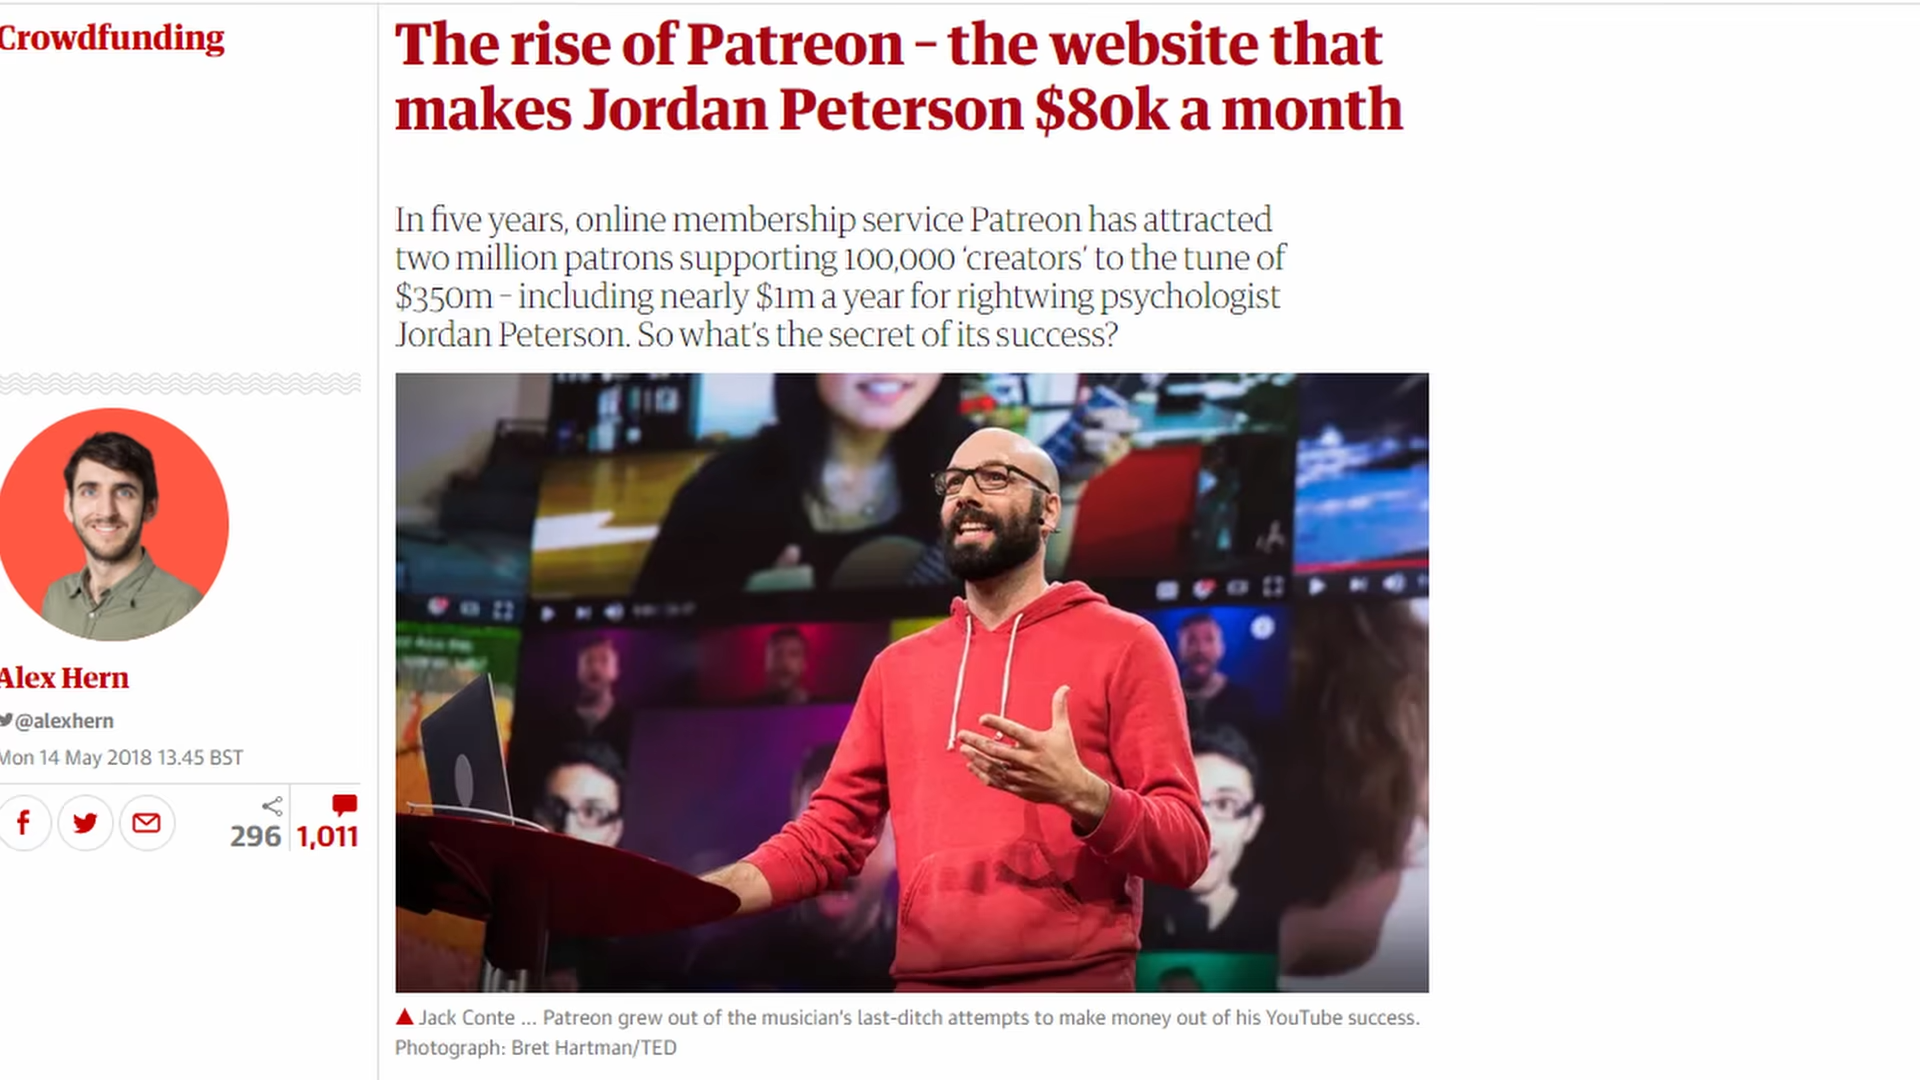 Crowdfunding
The rise of Patreon – the website that
makes Jordan Peterson $80k a month
In five years, online membership service Patreon has attracted
two million patrons supporting 100,000 ‘creators’ to the tune of
$350m – including nearly $1m a year for rightwing psychologist
Jordan Peterson. So what’s the secret of its success?
Alex Hern
@alexhern
Mon 14 May 2018 13.45 BST
296
1,011
Jack Conte ... Patreon grew out of the musician’s last-ditch attempts to make money out of his YouTube success.
Photograph: Bret Hartman/TED